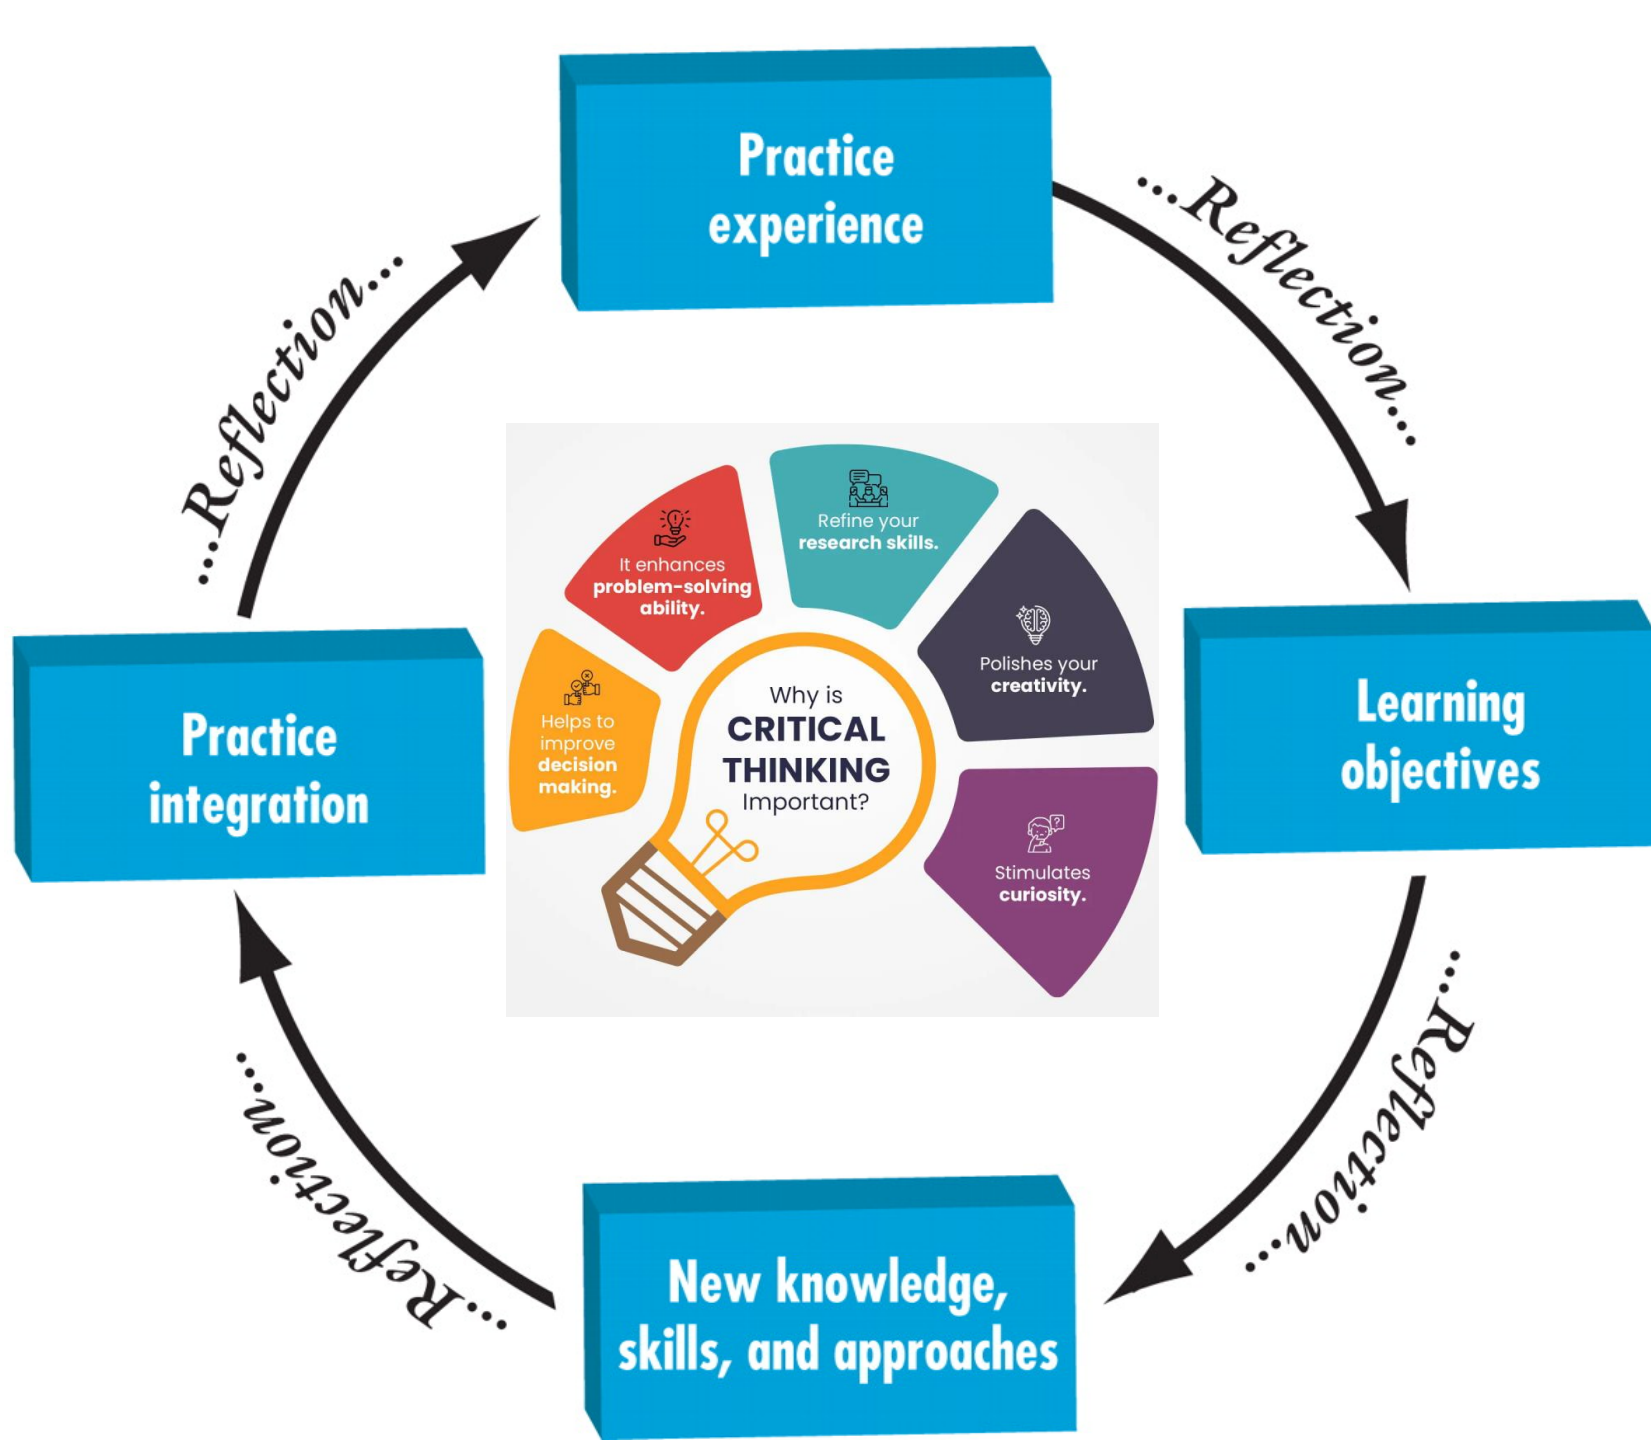 Practice
experience
...Reflection...
...Reflection...
It enhances
problem-solving
ability.
Refine your
research skills.
Polishes your
creativity.
Helps to
improve
decision
making.
Why is
CRITICAL
THINKING
Important?
Stimulates
curiosity.
Practice
integration
Learning
objectives
...Reflection...
...Reflection...
New knowledge,
skills, and approaches